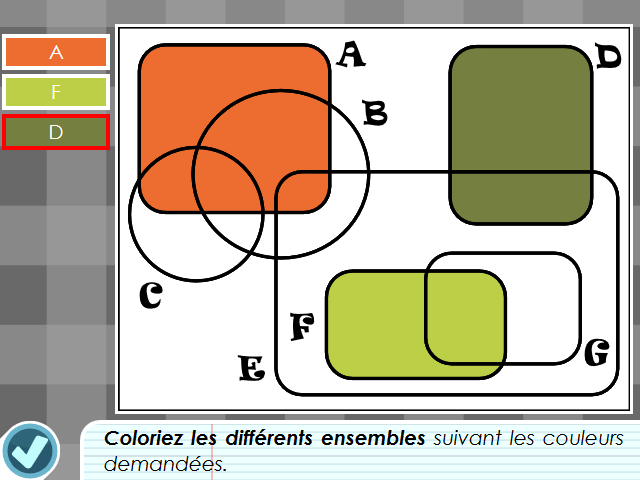 A
F
D
A
B
D
C
F
G
E
Coloriez les différents ensembles suivant les couleurs
demandées.